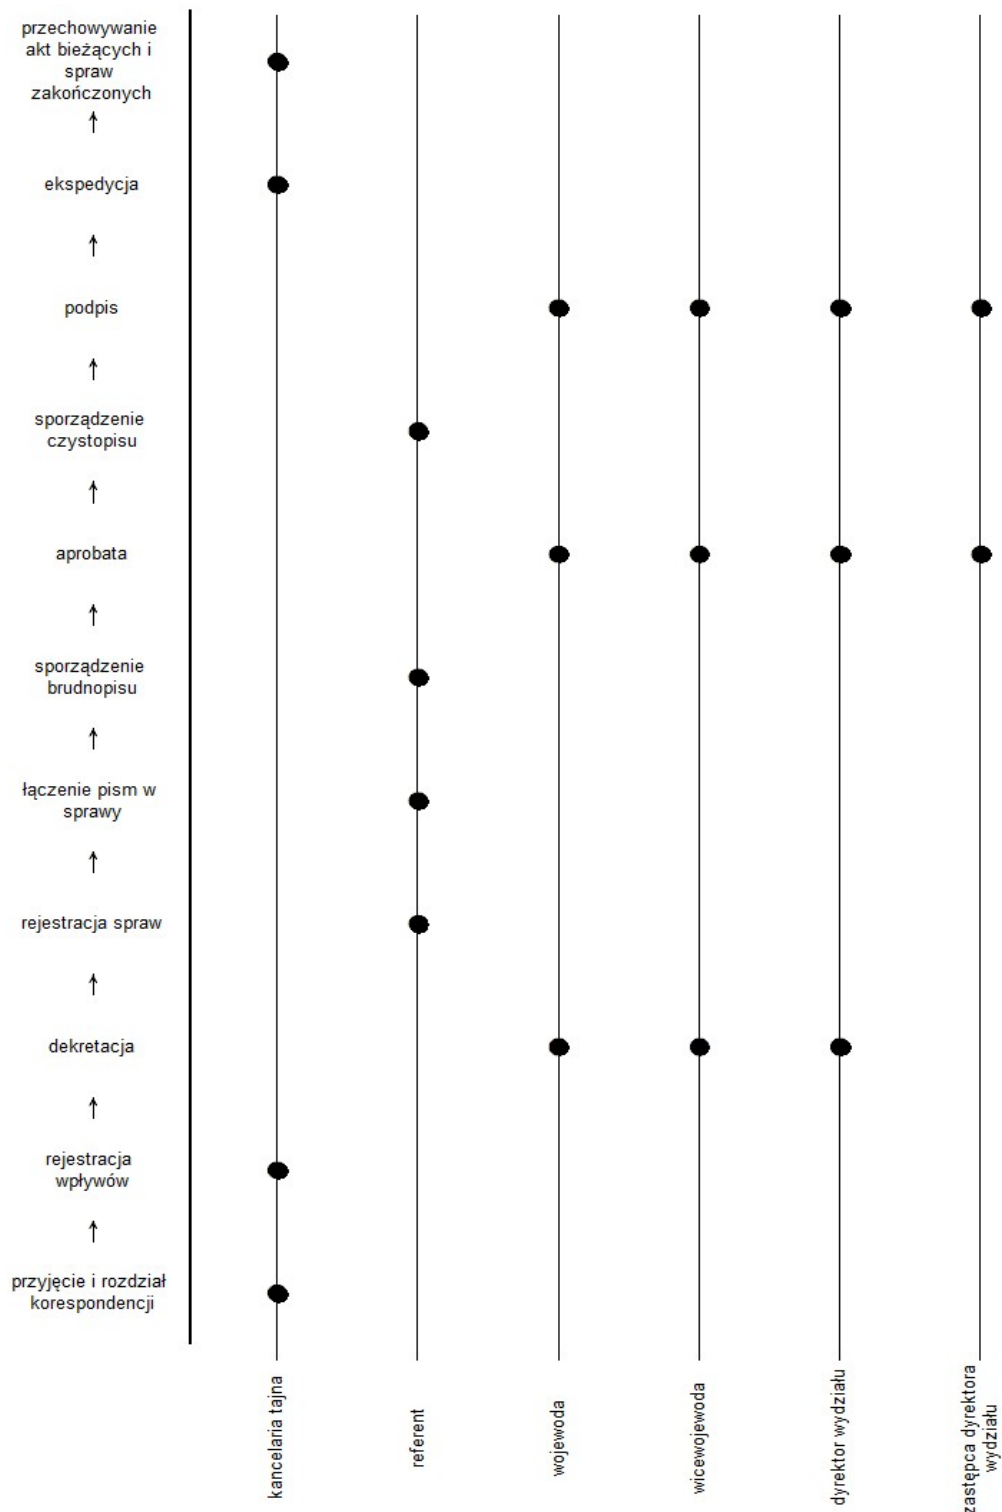 przechowywanie
akt bieżących i
spraw
zakończonych
ekspedycja
podpis
sporządzenie
czystopisu
aprobata
sporządzenie
brudnopisu
łączenie pism w
sprawy
rejestracja spraw
dekretacja
rejestracja
wpływów
przyjęcie i rozdział
korespondencji
kancelaria tajna
referent
wojewoda
wicewojewoda
dyrektor wydziału
zastępca dyrektora
wydziału